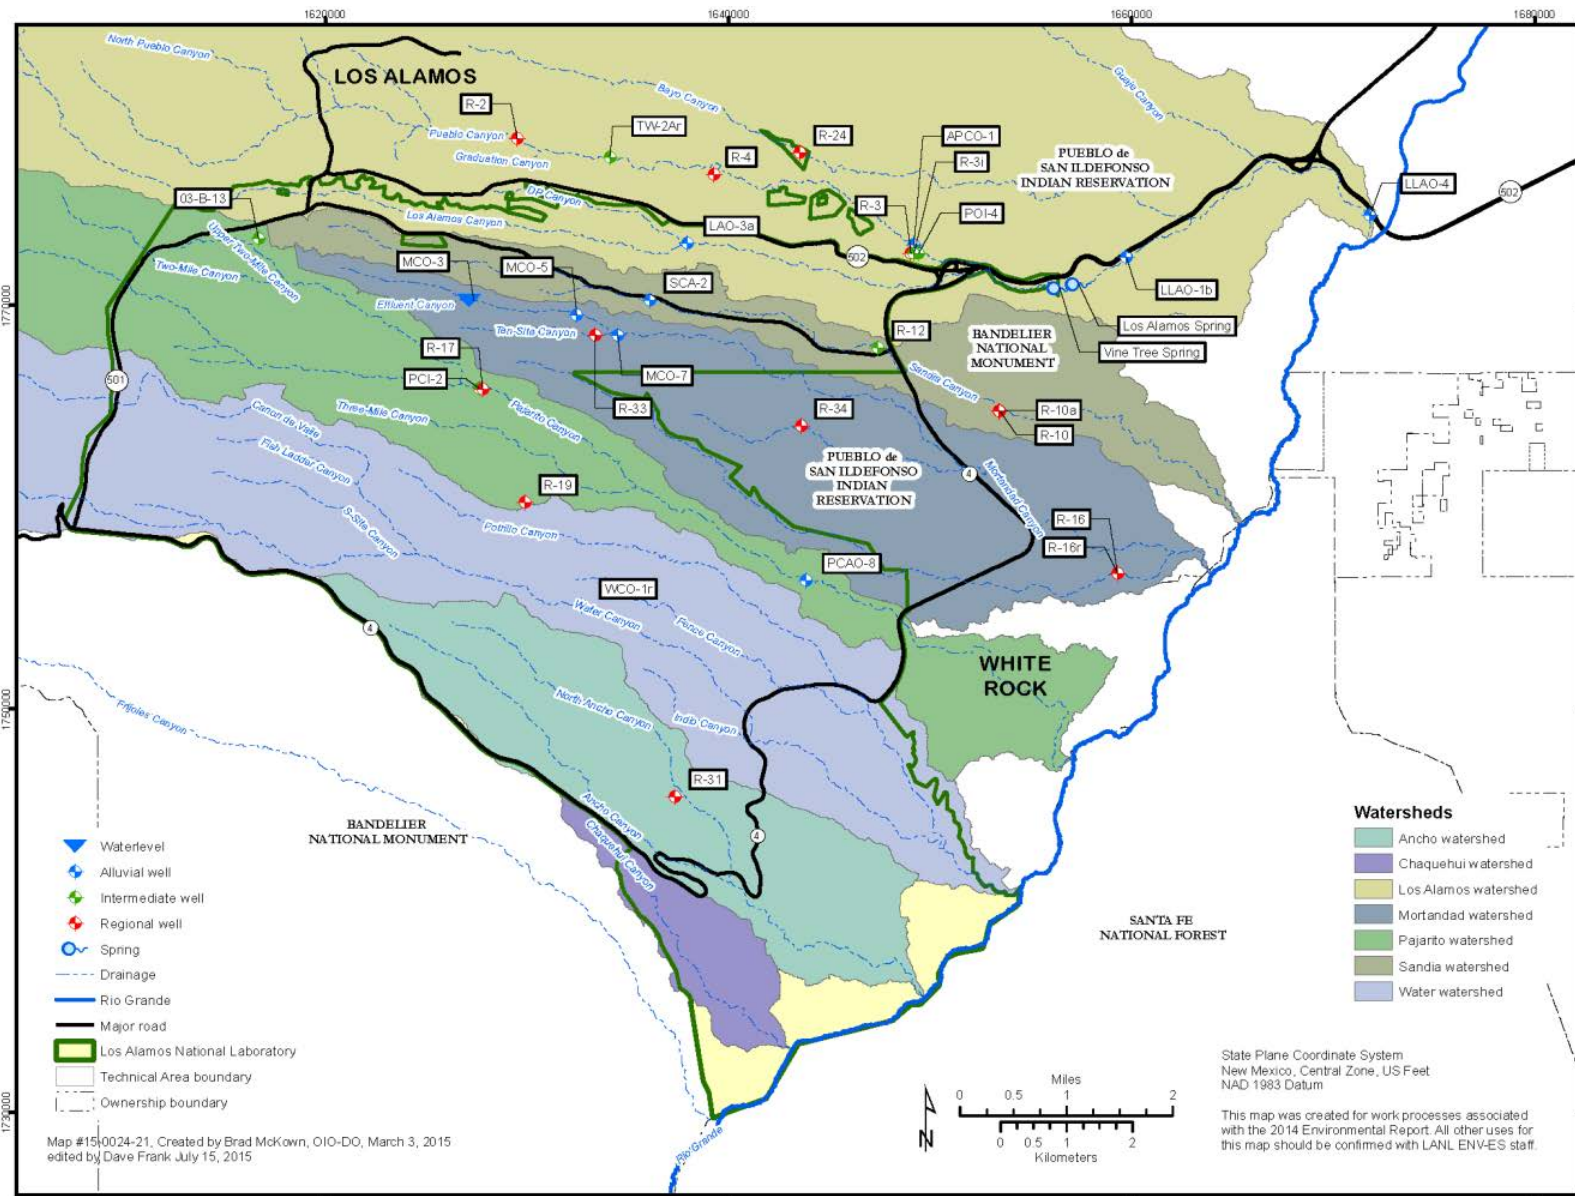 1620000
1640000
1660000
1680000
North Pueblo Canyon
LOS ALAMOS
Bayo Canyon
Guaje Canyon
R-2
TW-2Ar
R-24
APCO-1
Pueblo Canyon
Graduation Canyon
R-4
R-3i
PUEBLO de
SAN ILDEFONSO
INDIAN RESERVATION
LLAO-4
502
03-B-13
DP Canyon
R-3
POI-4
Los Alamos Canyon
LAO-3a
502
Upper Two-Mile Canyon
Two-Mile Canyon
MCO-3
MCO-5
SCA-2
LLAO-1b
1770000
Effluent Canyon
Los Alamos Spring
Ten-Site Canyon
R-12
BANDELIER
NATIONAL
MONUMENT
Vine Tree Spring
R-17
PCI-2
MCO-7
Sandia Canyon
501
Three-Mile Canyon
Pajarito Canyon
R-33
R-34
R-10a
R-10
Canon de Valle
Fish Ladder Canyon
PUEBLO de
SAN ILDEFONSO
INDIAN
RESERVATION
4
Mortandad Canyon
R-19
S-Site Canyon
Potrillo Canyon
R-16
R-16r
PCAO-8
WCO-1r
Water Canyon
Fence Canyon
4
WHITE
ROCK
1750000
North Ancho Canyon
Indio Canyon
Frijoles Canyon
R-31
Ancho Canyon
Chaquehui Canyon
4
BANDELIER
NATIONAL MONUMENT
SANTA FE
NATIONAL FOREST
Waterlevel
Alluvial well
Intermediate well
Regional well
Spring
Drainage
Rio Grande
Major road
Los Alamos National Laboratory
Technical Area boundary
Ownership boundary
Watersheds
Ancho watershed
Chaquehui watershed
Los Alamos watershed
Mortandad watershed
Pajarito watershed
Sandia watershed
Water watershed
1730000
Rio Grande
N
Miles
0 0.5 1 2
0 0.5 1 2
Kilometers
State Plane Coordinate System
New Mexico, Central Zone, US Feet
NAD 1983 Datum
This map was created for work processes associated
with the 2014 Environmental Report. All other uses for
this map should be confirmed with LANL ENV-ES staff.
Map #15-0024-21, Created by Brad McKown, OIO-DO, March 3, 2015
edited by Dave Frank July 15, 2015